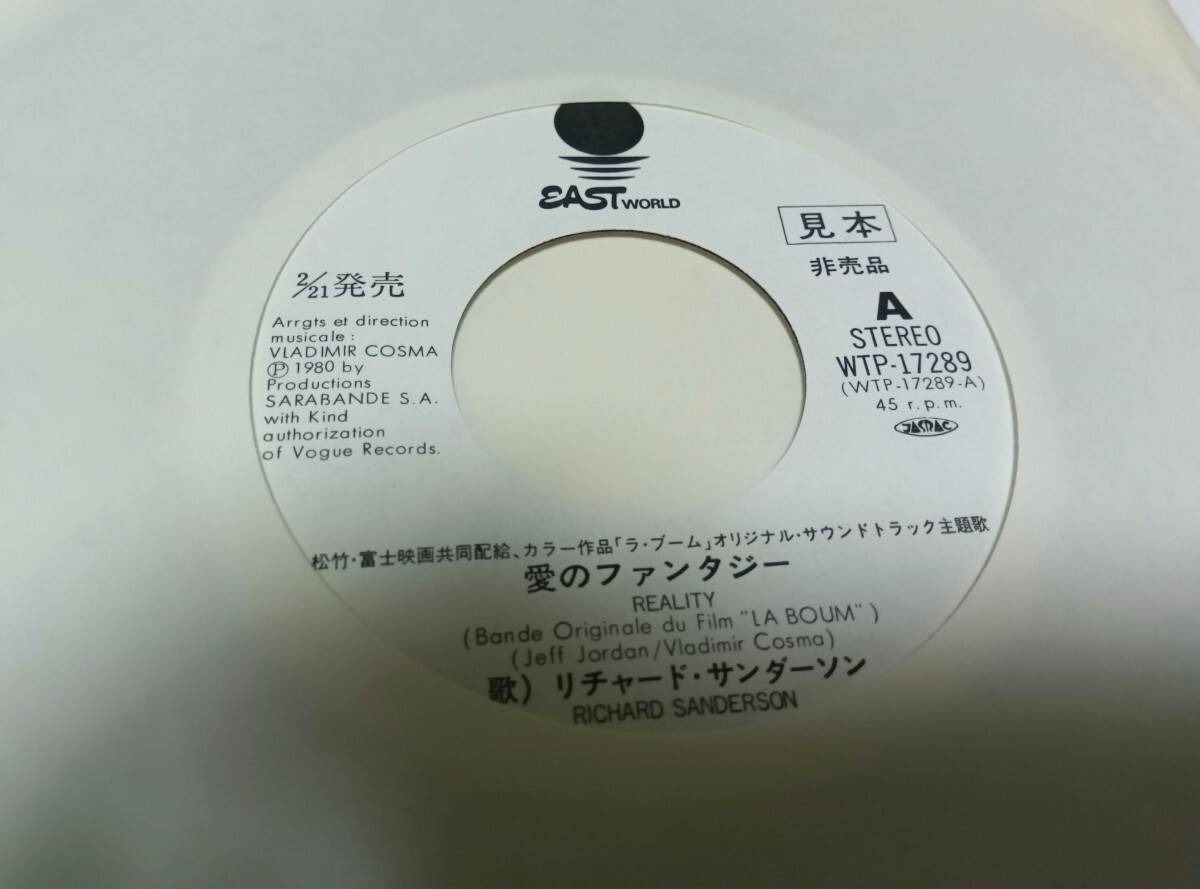 EAST WORLD
見本
非売品
2/21発売
A
STEREO
WTP-17289
(WTP-17289-A)
45 r.p.m.
JASRAC
Arrgts et direction
musicale :
VLADIMIR COSMA
Ⓟ 1980 by
Productions
SARABANDE S.A.
with Kind
authorization
of Vogue Records.
松竹・富士映画共同配給、カラー作品「ラ・ブーム」オリジナル・サウンドトラック主題歌
愛のファンタジー
REALITY
(Bande Originale du Film "LA BOUM")
(Jeff Jordan/Vladimir Cosma)
歌) リチャード・サンダーソン
RICHARD SANDERSON